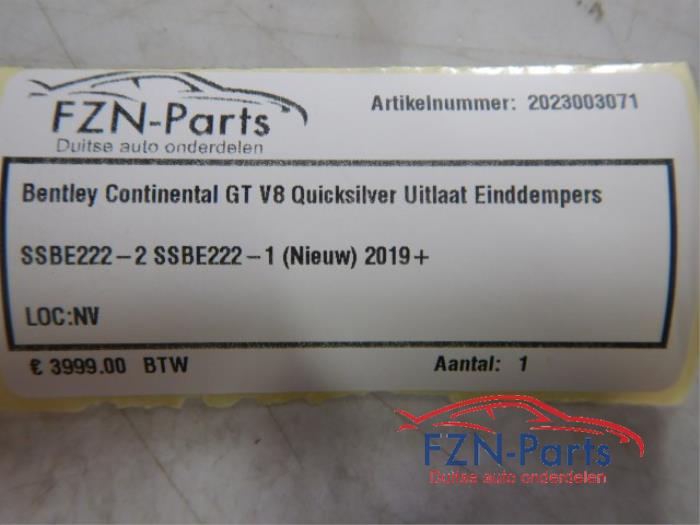 FZN-Parts
Duitse auto onderdelen
Artikelnummer: 2023003071
Bentley Continental GT V8 Quicksilver Uitlaat Einddempers
SSBE222-2 SSBE222-1 (Nieuw) 2019+
LOC:NV
€ 3999.00 BTW
Aantal: 1
FZN-Parts
Duitse auto onderdelen